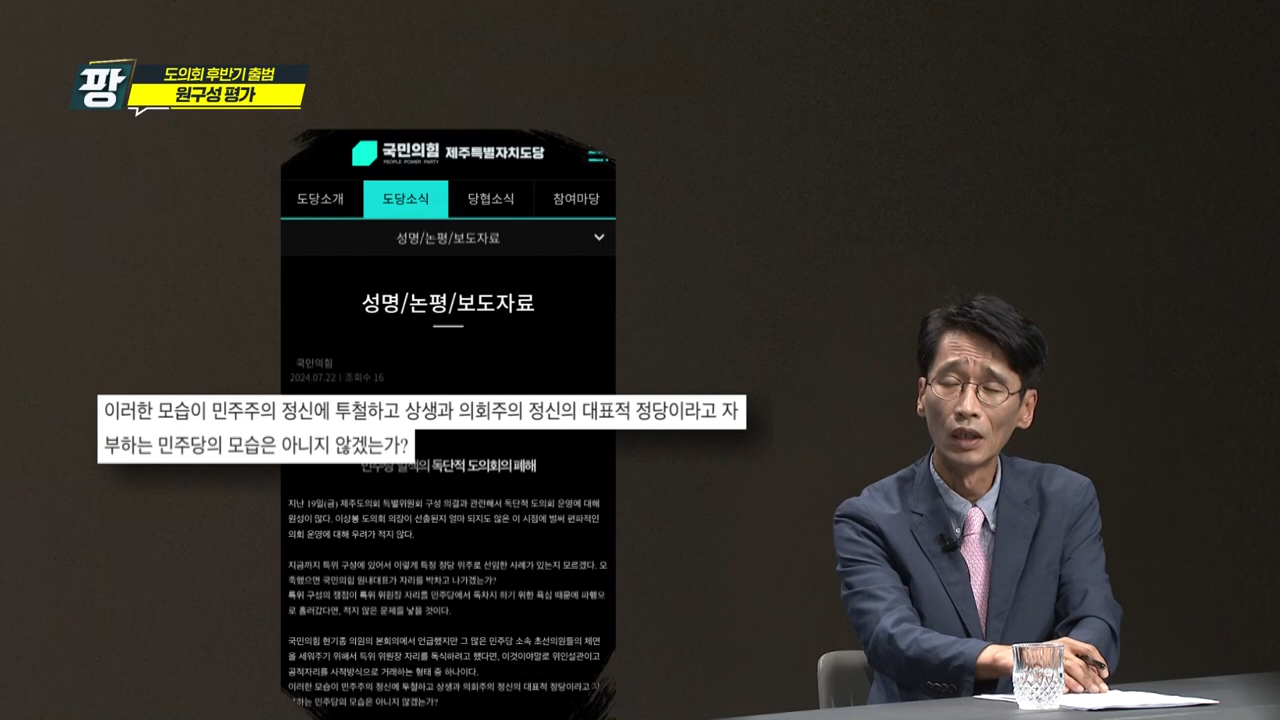 팡
도의회 후반기 출범
원구성 평가
국민의힘 제주특별자치도당
PEOPLE POWER PARTY
도당소개 도당소식 당협소식 참여마당
성명/논평/보도자료
성명/논평/보도자료
국민의힘
2024.07.22 | 조회수 16
이러한 모습이 민주주의 정신에 투철하고 상생과 의회주의 정신의 대표적 정당이라고 자
부하는 민주당의 모습은 아니지 않겠는가?
독단적 도의회의 폐해
지난 19일(금) 제주도의회 특별위원회 구성 의결과 관련해서 독단적 도의회 운영에 대해
원성이 많다. 이상봉 도의회 의장이 선출된지 얼마 되지도 않은 이 시점에 벌써 편파적인
의회 운영에 대해 우려가 적지 않다.
지금까지 특위 구성에 있어서 이렇게 특정 정당 위주로 선임한 사례가 있는지 모르겠다. 오
죽했으면 국민의힘 원내대표가 자리를 박차고 나가겠는가?
특위 구성의 쟁점이 특위 위원장 자리를 민주당에서 독차지 하기 위한 욕심 때문에 파행으
로 흘러갔다면, 적지 않은 문제를 낳을 것이다.
국민의힘 현기종 의원의 본회의에서 언급했지만 그 많은 민주당 소속 초선의원들의 체면
을 세워주기 위해서 특위 위원장 자리를 독식하려고 했다면, 이것이야말로 위인설관이고
공적자리를 사적방식으로 거래하는 형태 중 하나이다.
이러한 모습이 민주주의 정신에 투철하고 상생과 의회주의 정신의 대표적 정당이라고
하는 민주당의 모습은 아니지 않겠는가?